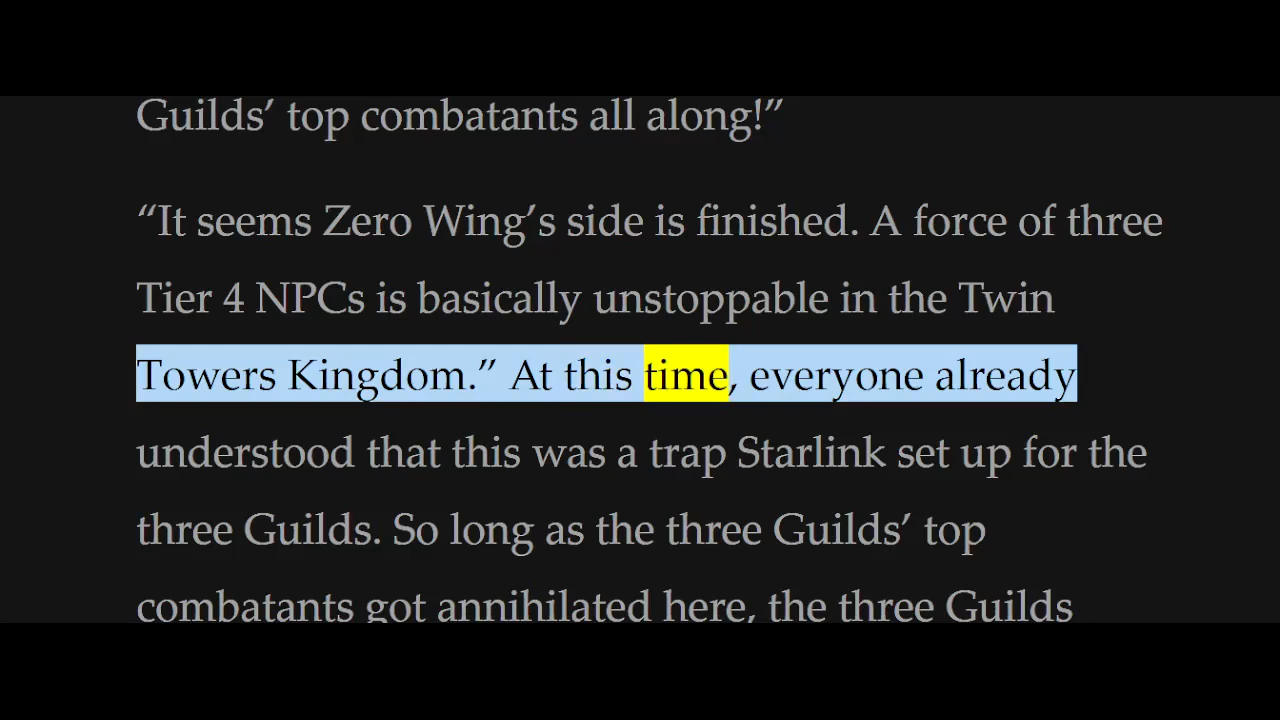 Guilds’ top combatants all along!”
“It seems Zero Wing’s side is finished. A force of three
Tier 4 NPCs is basically unstoppable in the Twin
Towers Kingdom.” At this time, everyone already
understood that this was a trap Starlink set up for the
three Guilds. So long as the three Guilds’ top
combatants got annihilated here, the three Guilds